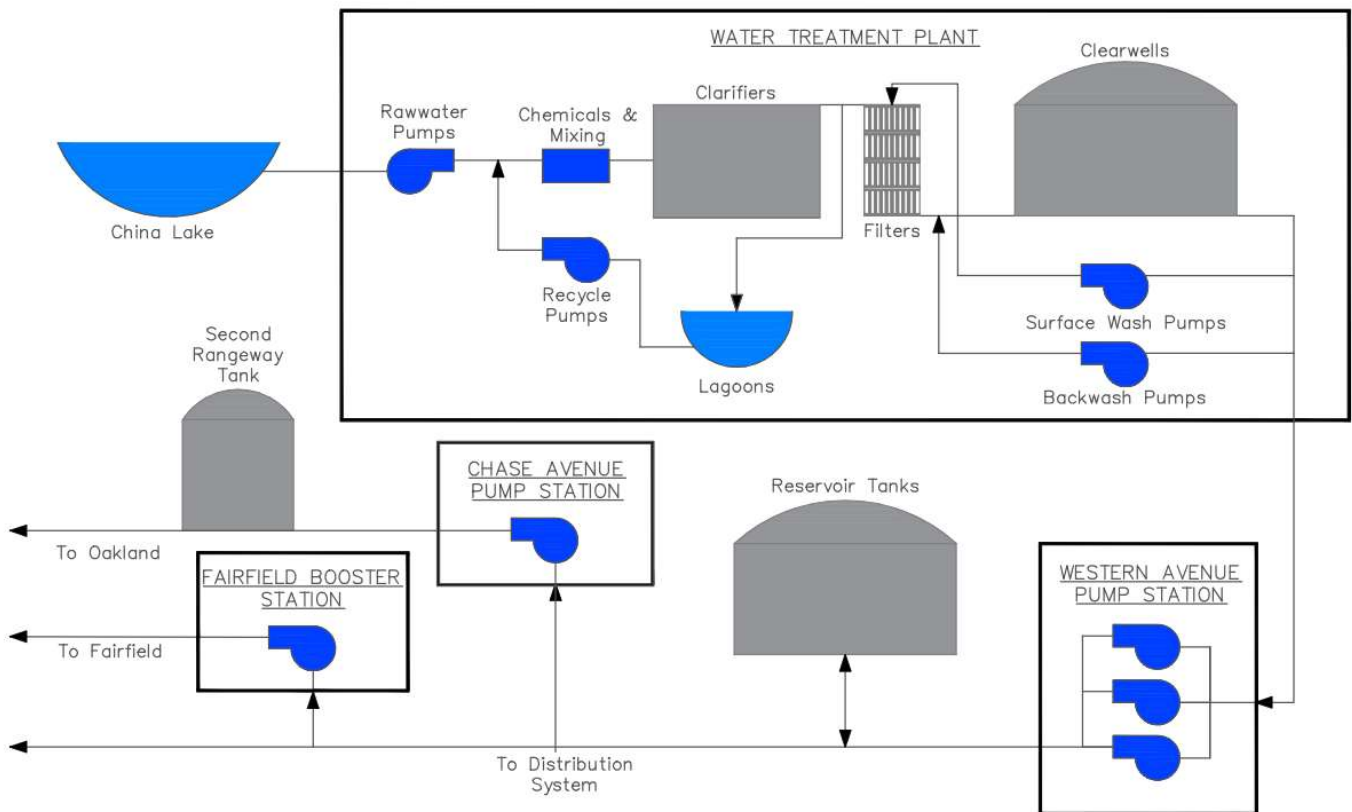 WATER TREATMENT PLANT
Clearwells
Clarifiers
Rawwater
Pumps
Chemicals &
Mixing
China Lake
Filters
Recycle
Pumps
Surface Wash Pumps
Lagoons
Backwash Pumps
Second
Rangeway
Tank
CHASE AVENUE
PUMP STATION
Reservoir Tanks
To Oakland
FAIRFIELD BOOSTER
STATION
WESTERN AVENUE
PUMP STATION
To Fairfield
To Distribution
System